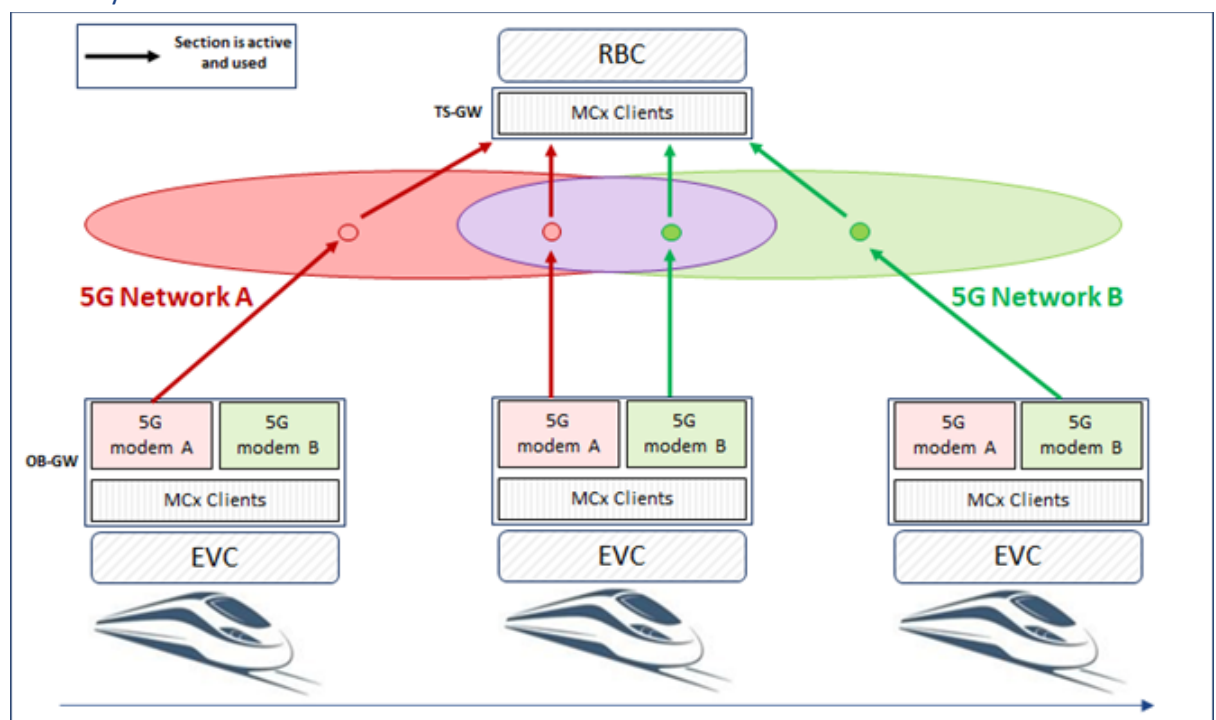 Section is active
and used
RBC
TS-GW
MCx Clients
5G Network A
5G Network B
5G
modem A
5G
modem B
OB-GW
MCx Clients
EVC
5G
modem A
5G
modem B
MCx Clients
EVC
5G
modem A
5G
modem B
MCx Clients
EVC